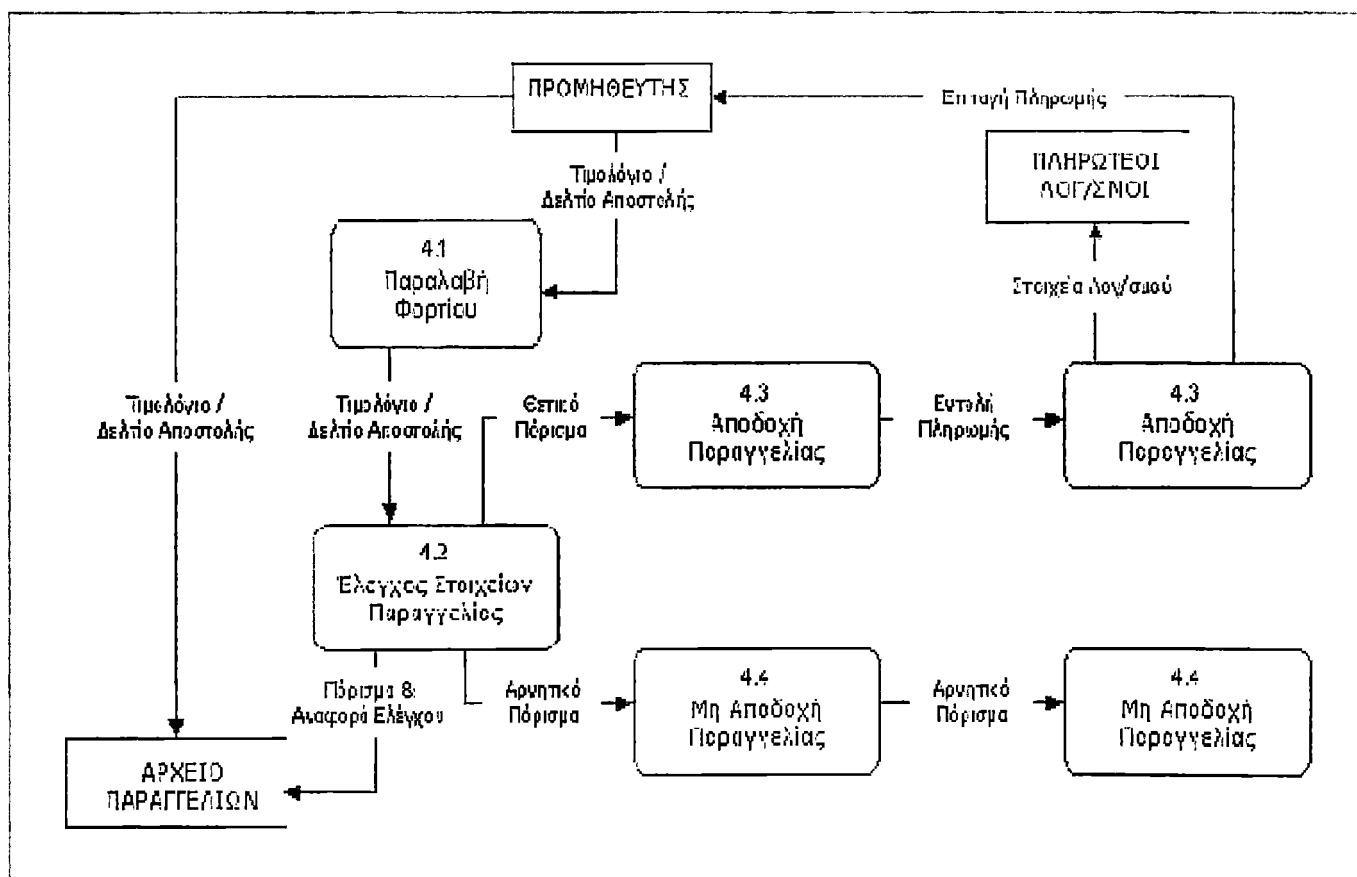 ΠΡΟΜΗΘΕΥΤΗΣ
Επιταγή Πληρωμής
ΠΛΗΡΩΤΕΟΙ
ΛΟΓ/ΣΜΟΙ
Τιμολόγιο /
Δελτίο Αποστολής
4.1
Παραλαβή
Φορτίου
Στοιχεία Λογ/σμού
Τιμολόγιο /
Δελτίο Αποστολής
Τιμολόγιο /
Δελτίο Αποστολής
Θετικό
Πόρισμα
4.3
Αποδοχή
Παραγγελίας
Εντολή
Πληρωμής
4.3
Αποδοχή
Παραγγελίας
4.2
Έλεγχος Στοιχείων
Παραγγελίας
Πόρισμα &
Αναφορά Ελέγχου
Αρνητικό
Πόρισμα
4.4
Μη Αποδοχή
Παραγγελίας
Αρνητικό
Πόρισμα
4.4
Μη Αποδοχή
Παραγγελίας
ΑΡΧΕΙΟ
ΠΑΡΑΓΓΕΛΙΩΝ